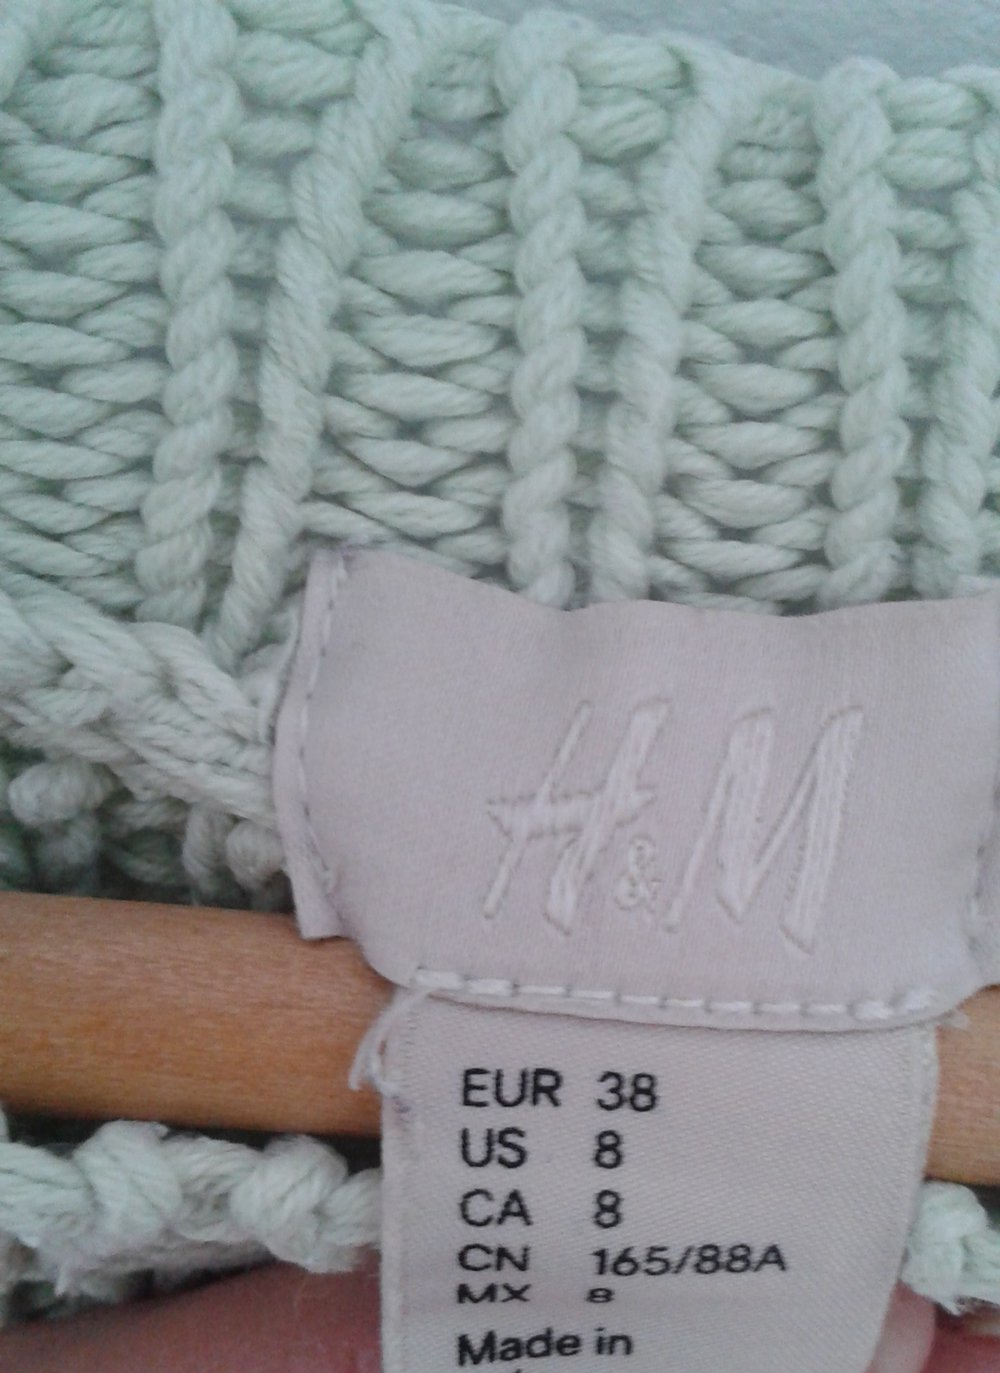 H&M
EUR 38
US 8
CA 8
CN 165/88A
MX 8
Made in